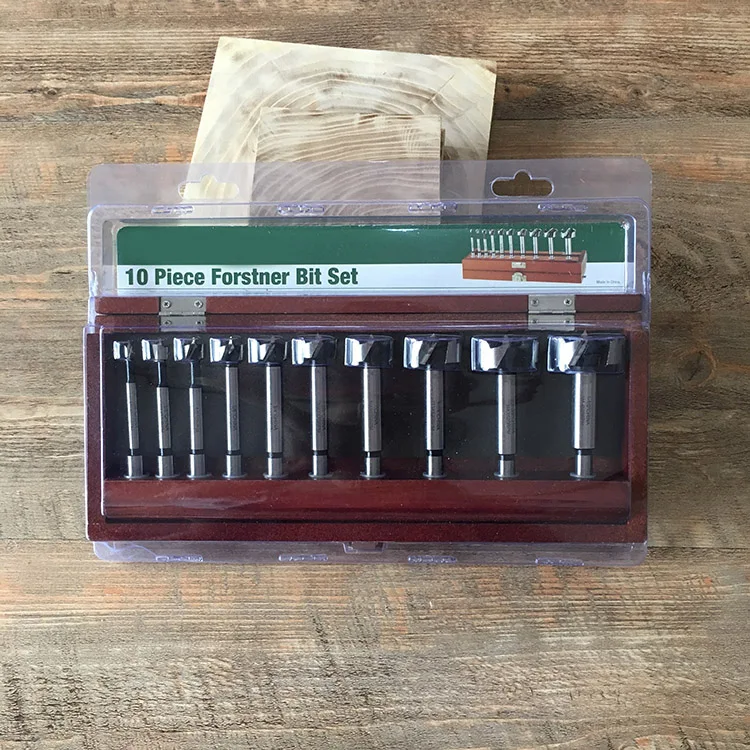 10 Piece Forstner Bit Set
Made in China